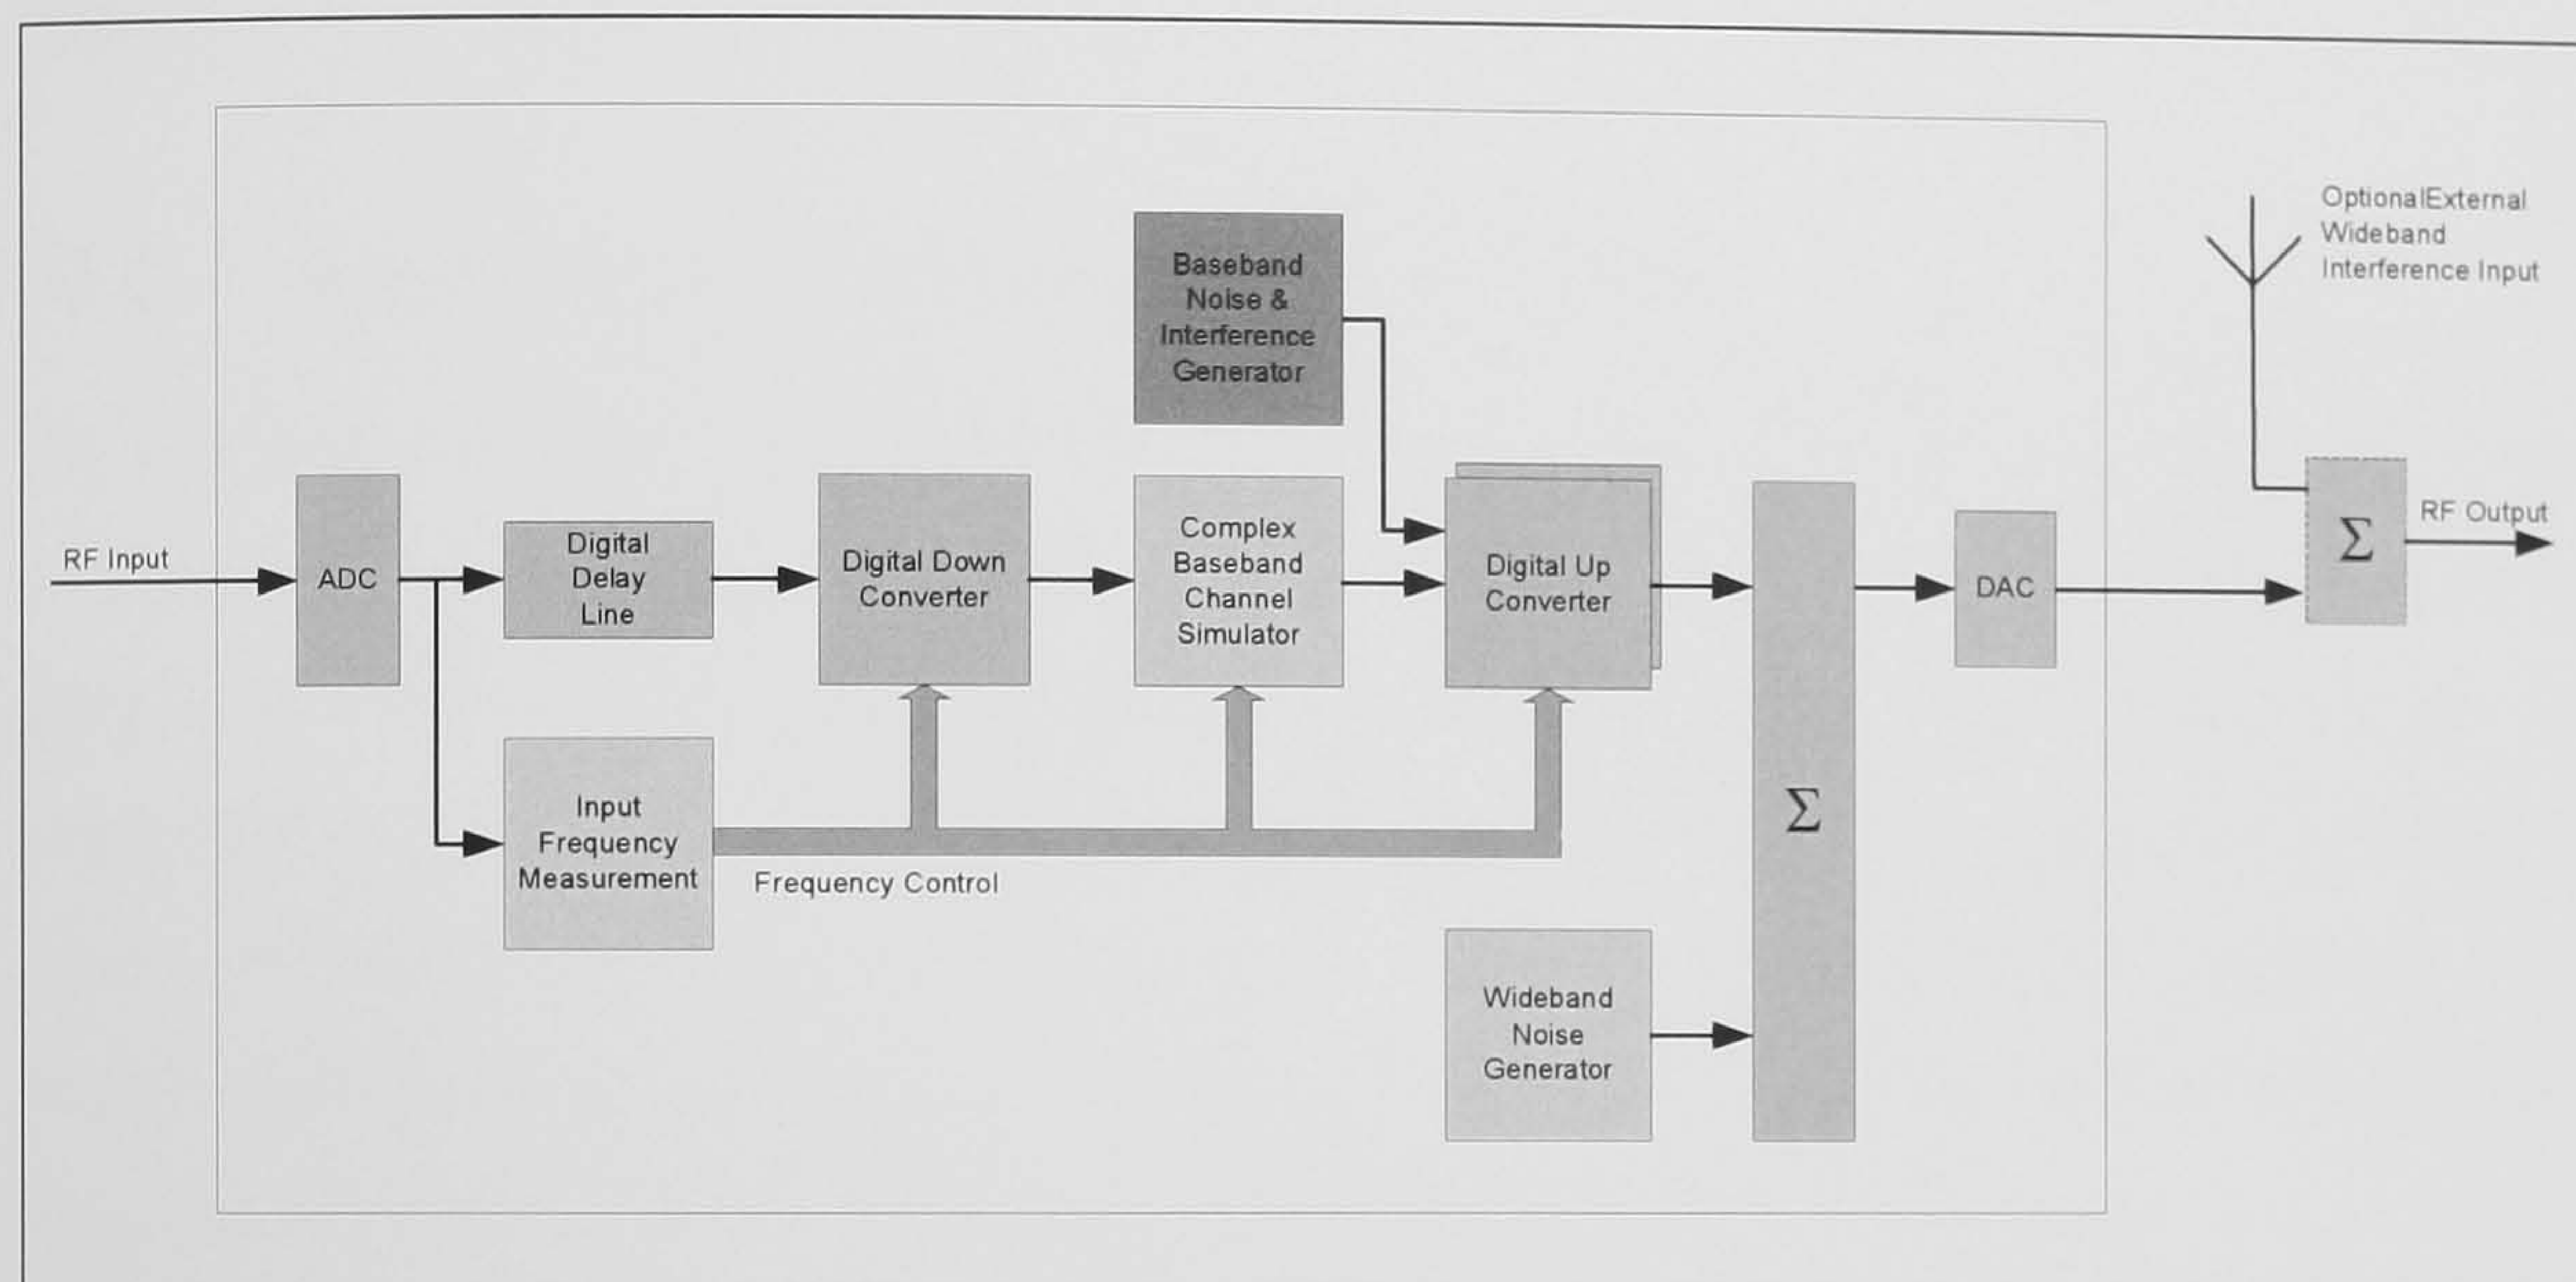 OptionalExternal
Wideband
Interference Input
Baseband
Noise &
Interference
Generator
RF Input
ADC
Digital
Delay
Line
Digital Down
Converter
Complex
Baseband
Channel
Simulator
Digital Up
Converter
Σ
DAC
Σ
RF Output
Input
Frequency
Measurement
Frequency Control
Wideband
Noise
Generator